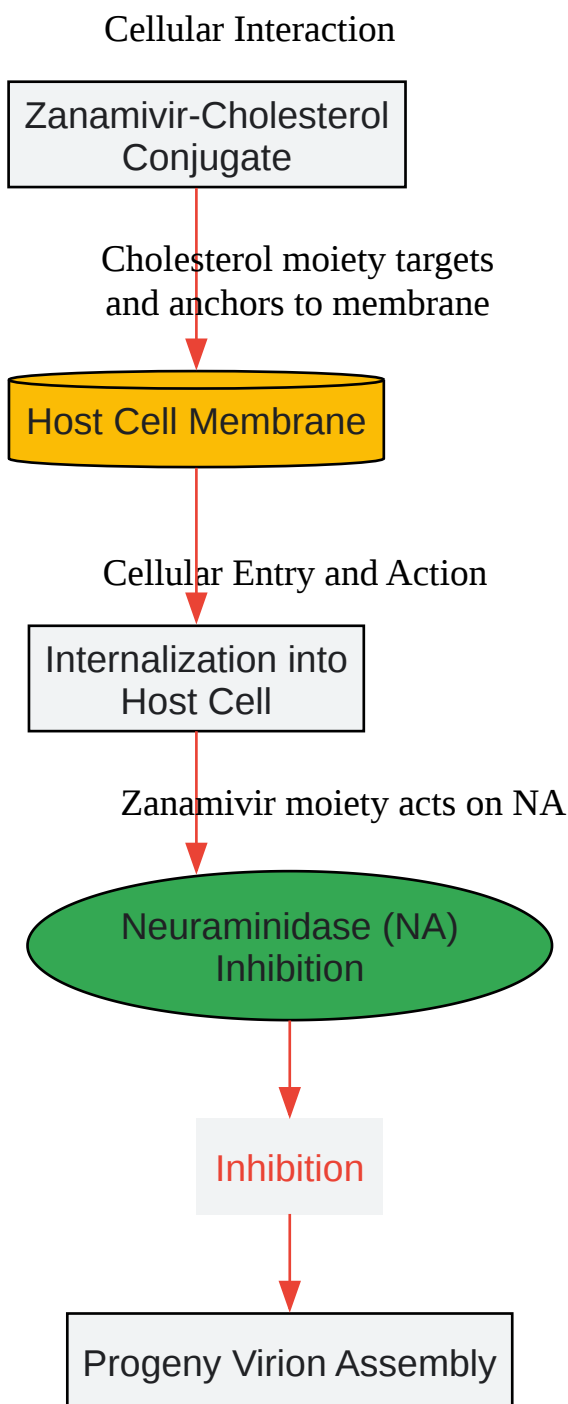 Cellular Interaction
Zanamivir-Cholesterol
Conjugate
Cholesterol moiety targets
and anchors to membrane
Host Cell Membrane
Cellular Entry and Action
Internalization into
Host Cell
Zanamivir moiety acts on NA
Neuraminidase (NA)
Inhibition
Inhibition
Progeny Virion Assembly